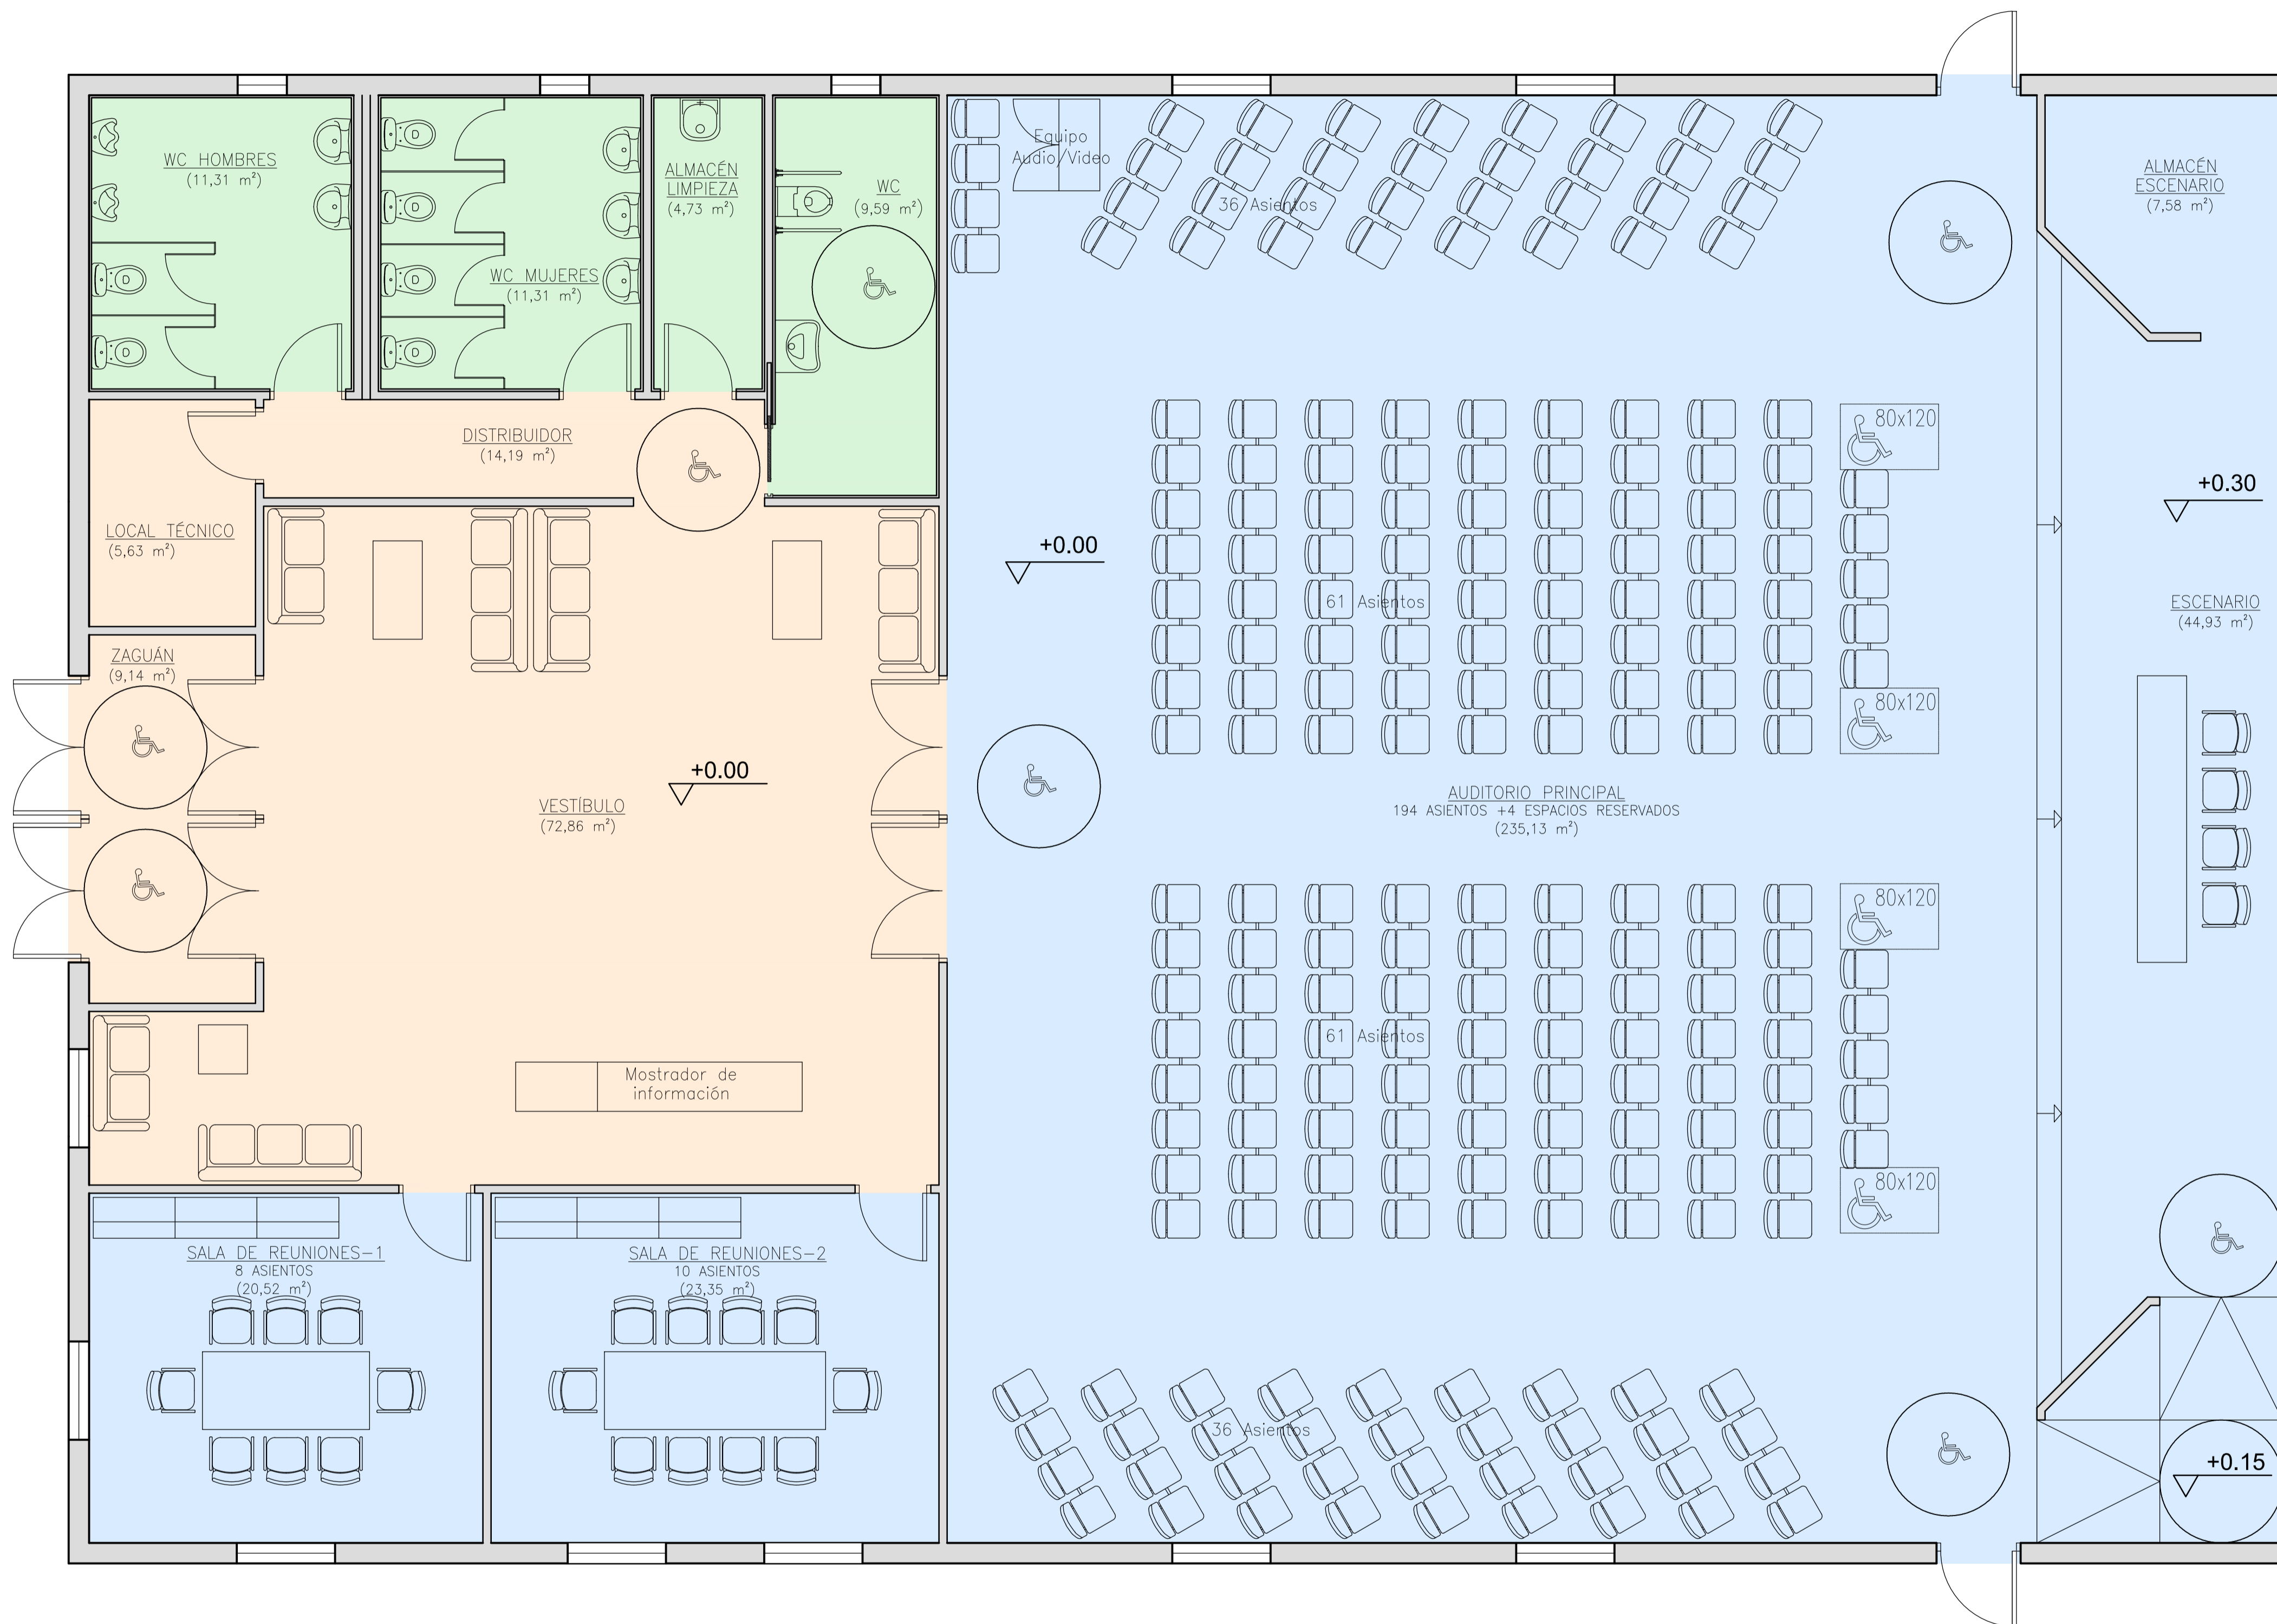 WC HOMBRES
(11,31 m²)
WC MUJERES
(11,31 m²)
ALMACÉN
LIMPIEZA
(4,73 m²)
WC
(9,59 m²)
Equipo
Audio/Video
36 Asientos
ALMACÉN
ESCENARIO
(7,58 m²)
DISTRIBUIDOR
(14,19 m²)
LOCAL TÉCNICO
(5,63 m²)
80x120
+0.30
+0.00
61 Asientos
ESCENARIO
(44,93 m²)
ZAGUÁN
(9,14 m²)
80x120
+0.00
VESTÍBULO
(72,86 m²)
AUDITORIO PRINCIPAL
194 ASIENTOS +4 ESPACIOS RESERVADOS
(235,13 m²)
80x120
61 Asientos
Mostrador de
información
80x120
SALA DE REUNIONES-1
8 ASIENTOS
(20,52 m²)
SALA DE REUNIONES-2
10 ASIENTOS
(23,35 m²)
36 Asientos
+0.15